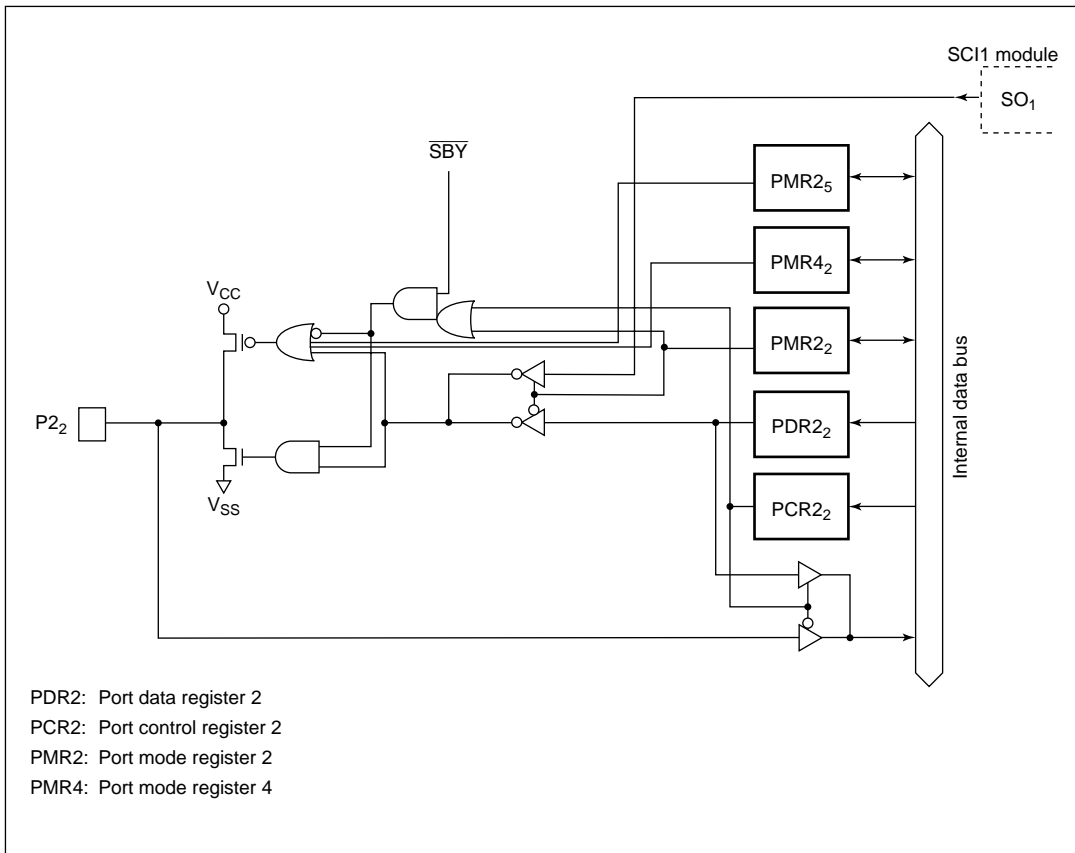 SCI1 module
SO1
SBY
PMR25
PMR42
VCC
PMR22
P22
PDR22
Internal data bus
VSS
PCR22
PDR2: Port data register 2
PCR2: Port control register 2
PMR2: Port mode register 2
PMR4: Port mode register 4